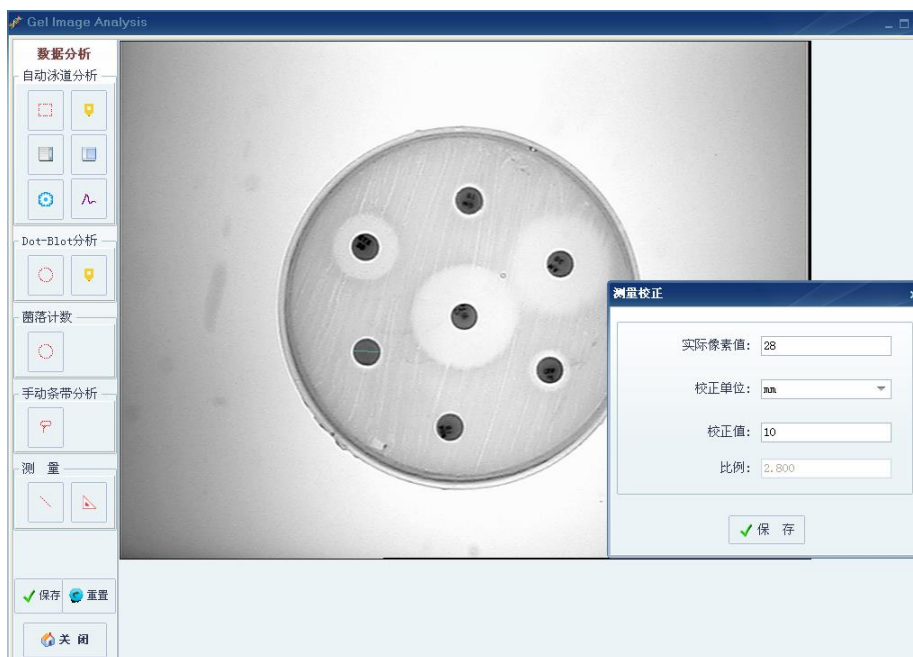 Gel Image Analysis
数据分析
自动泳道分析
Dot-Blot分析
菌落计数
手动条带分析
测 量
保存
重置
关 闭
测量校正
实际像素值: 28
校正单位: mm
校正值: 10
比例: 2.800
保 存